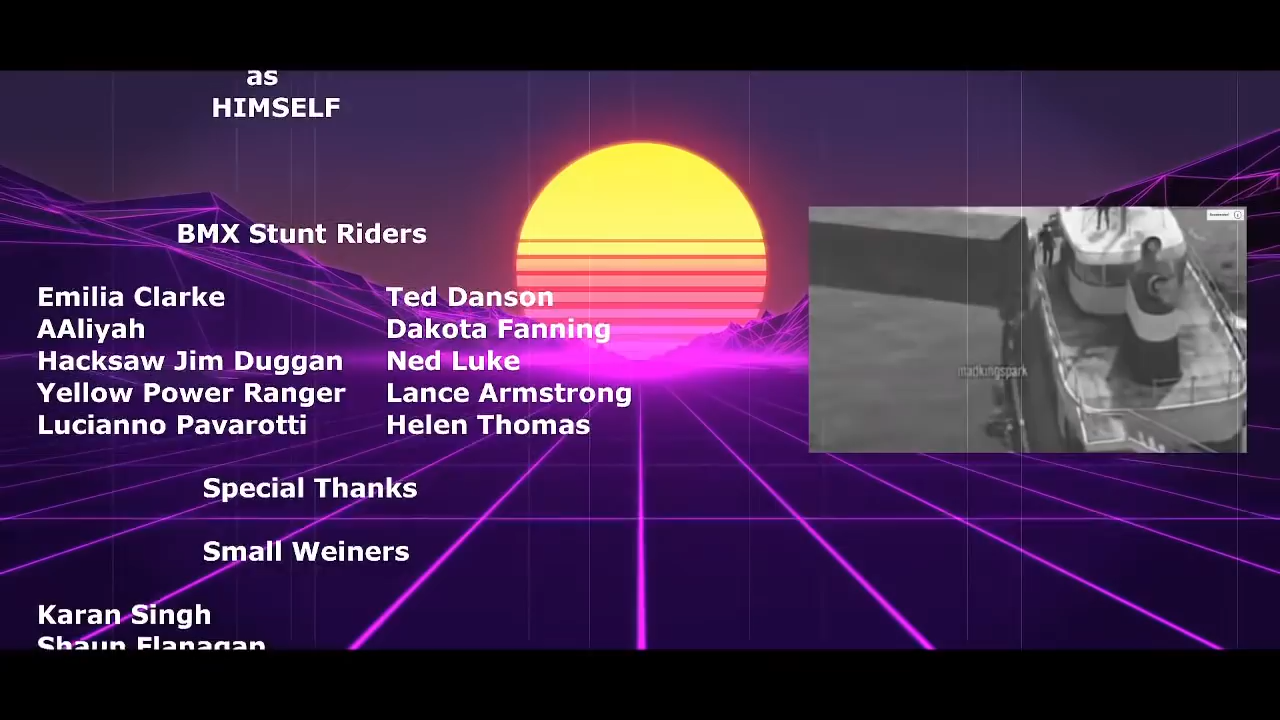 as
HIMSELF
BMX Stunt Riders
Emilia Clarke
Ted Danson
AAliyah
Dakota Fanning
Hacksaw Jim Duggan
Ned Luke
Yellow Power Ranger
Lance Armstrong
Lucianno Pavarotti
Helen Thomas
Special Thanks
Small Weiners
Karan Singh
Shaun Flanagan
madkingspark